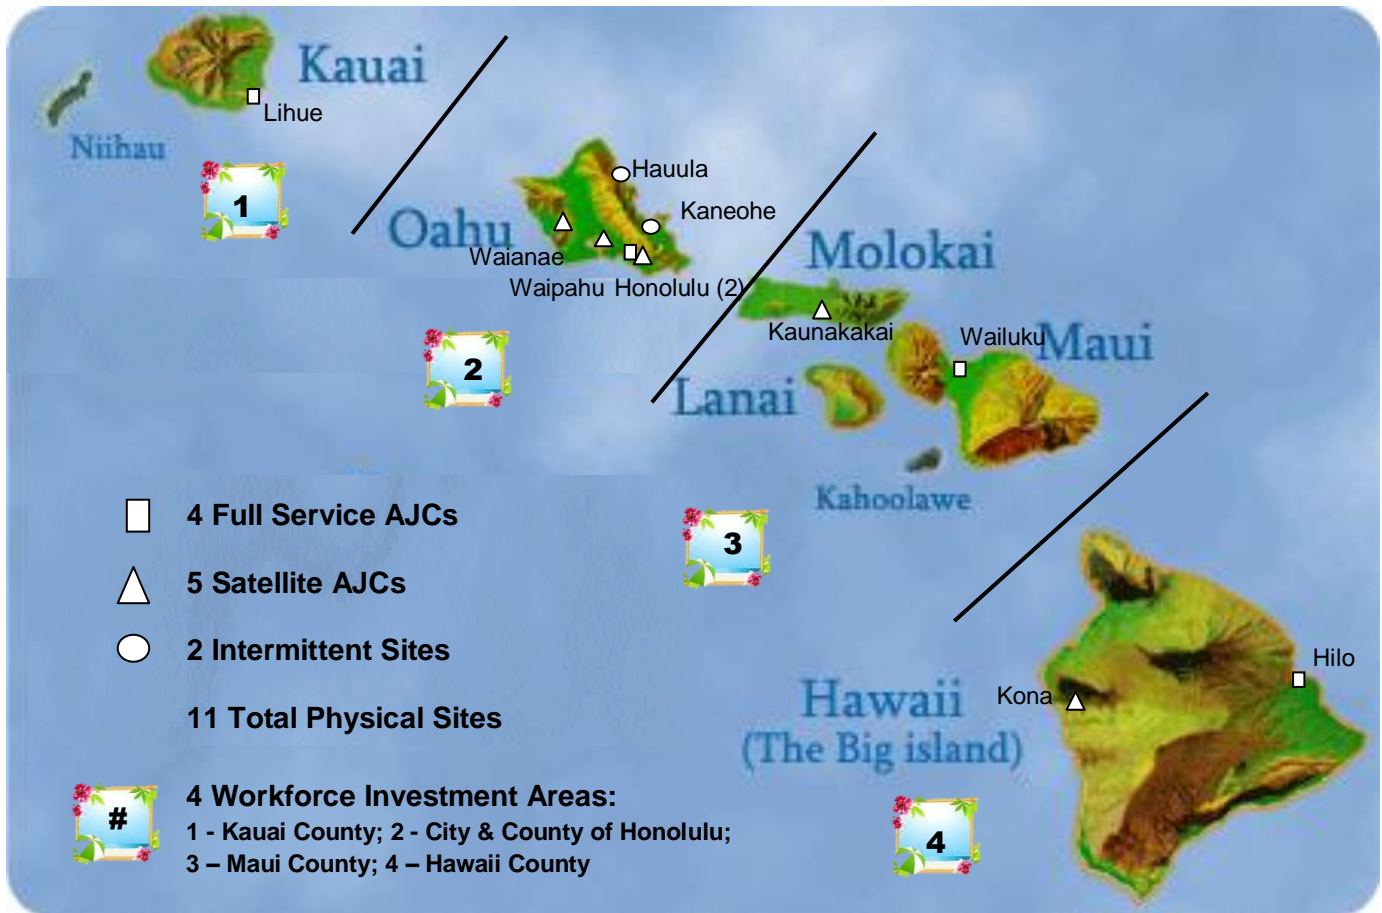 Kauai
Lihue
Niihau
1
Hauula
Kaneohe
Oahu
Waianae
Waipahu Honolulu (2)
Molokai
Kaunakakai
Wailuku
Maui
2
Lanai
Kahoolawe
4 Full Service AJCs
3
5 Satellite AJCs
2 Intermittent Sites
Hilo
Kona
Hawaii
(The Big island)
11 Total Physical Sites
#
4 Workforce Investment Areas:
1 - Kauai County; 2 - City & County of Honolulu;
3 – Maui County; 4 – Hawaii County
4